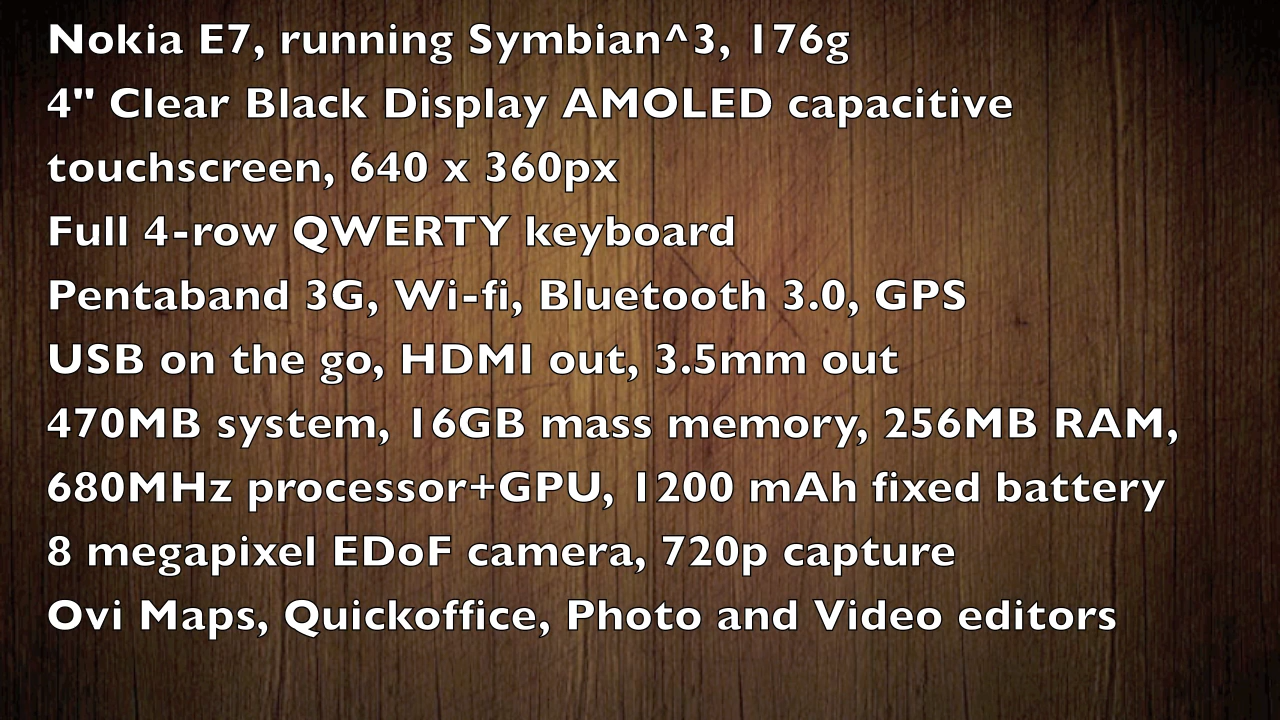 Nokia E7, running Symbian^3, 176g
4" Clear Black Display AMOLED capacitive
touchscreen, 640 x 360px
Full 4-row QWERTY keyboard
Pentaband 3G, Wi-fi, Bluetooth 3.0, GPS
USB on the go, HDMI out, 3.5mm out
470MB system, 16GB mass memory, 256MB RAM,
680MHz processor+GPU, 1200 mAh fixed battery
8 megapixel EDoF camera, 720p capture
Ovi Maps, Quickoffice, Photo and Video editors